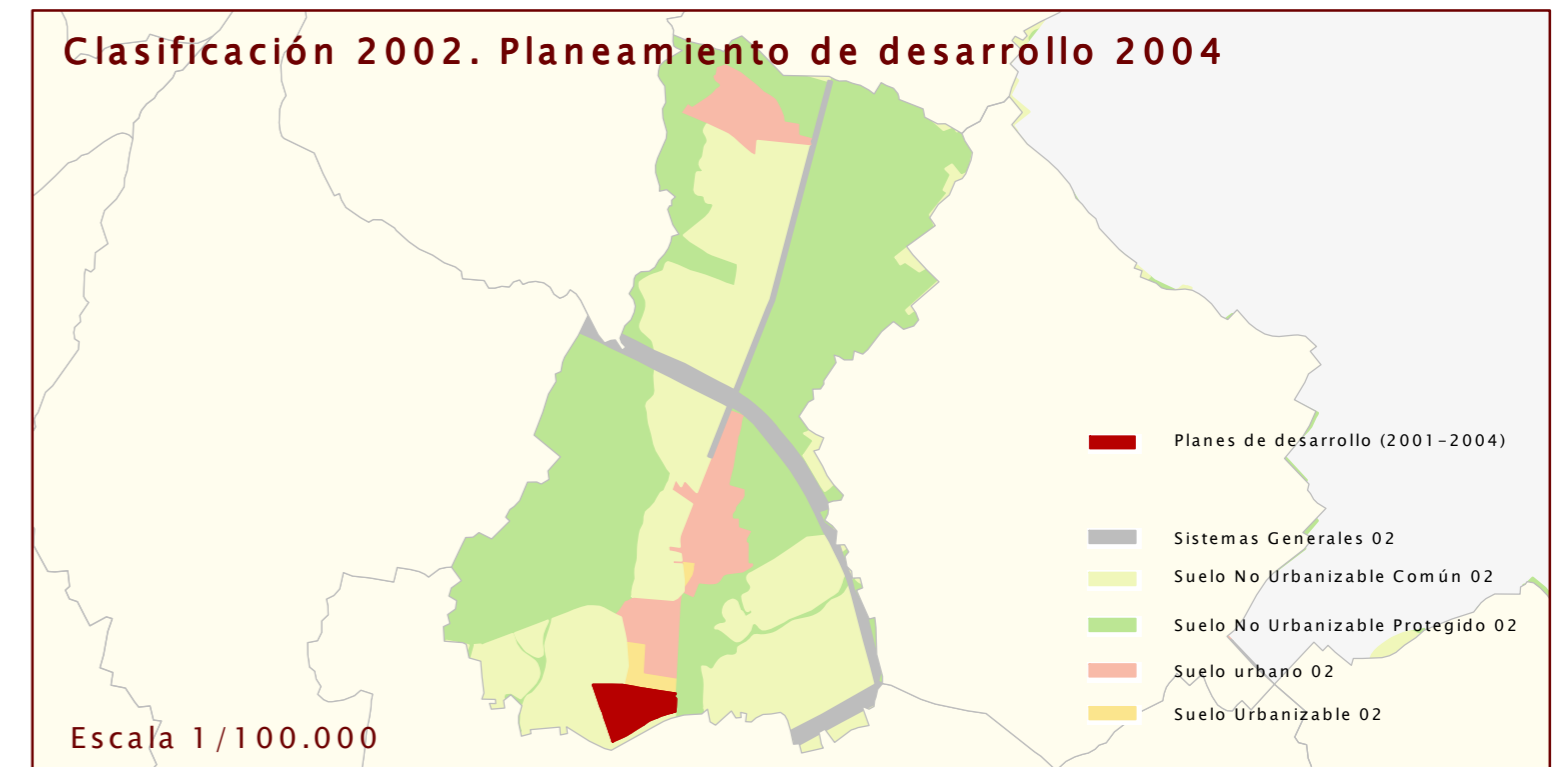 Clasificación 2002. Planeamiento de desarrollo 2004
Planes de desarrollo (2001-2004)
Sistemas Generales 02
Suelo No Urbanizable Común 02
Suelo No Urbanizable Protegido 02
Suelo urbano 02
Suelo Urbanizable 02
Escala 1/100.000